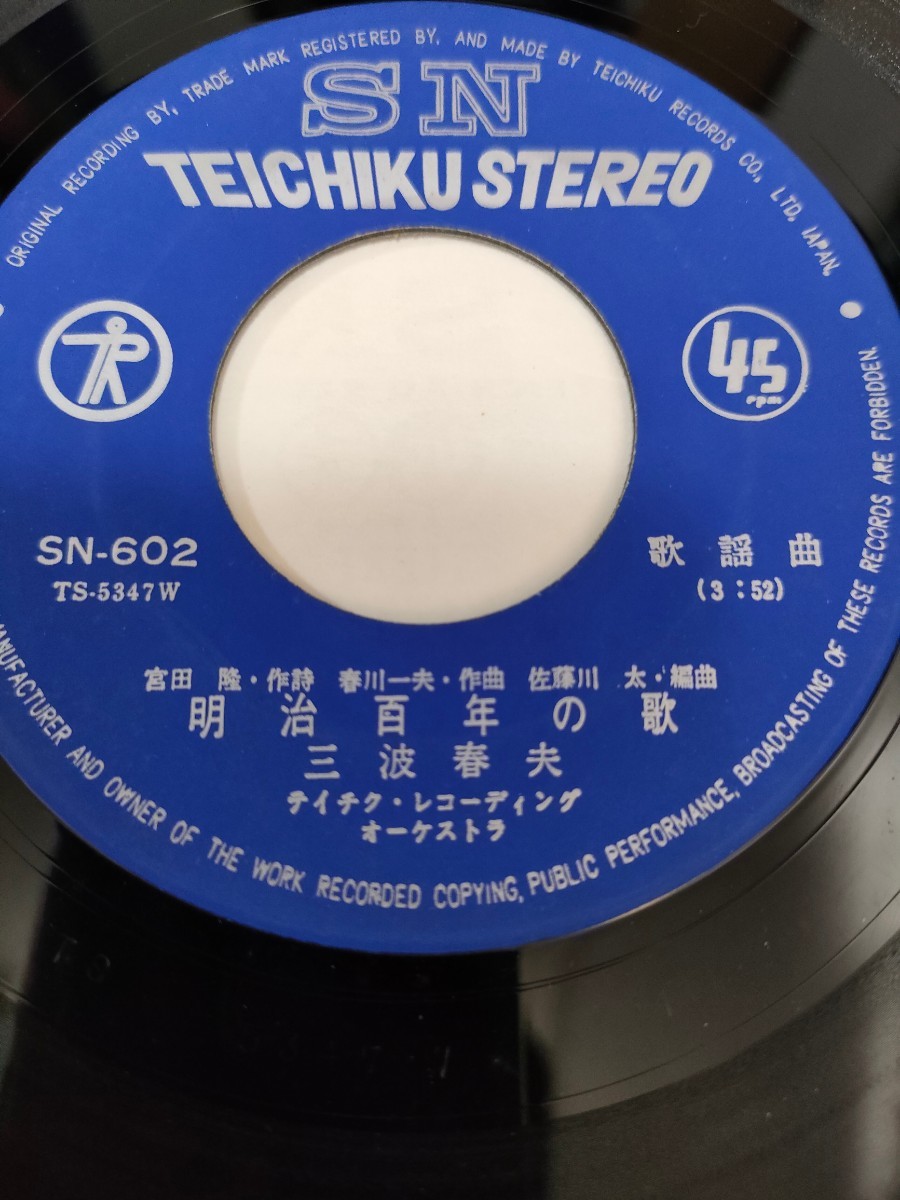 ORIGINAL RECORDING BY, TRADE MARK REGISTERED BY, AND MADE BY TEICHIKU RECORDS CO., LTD, JAPAN,
SN
TEICHIKU STEREO
TR
45
rpm
SN-602
TS-5347W
歌謡曲
(3:52)
宮田 隆・作詩 春川一夫・作曲 佐藤川 太・編曲
明治百年の歌
三波春夫
テイチク・レコーディング
オーケストラ
MANUFACTURER AND OWNER OF THE WORK RECORDED COPYING, PUBLIC PERFORMANCE, BROADCASTING OF THESE RECORDS ARE FORBIDDEN.